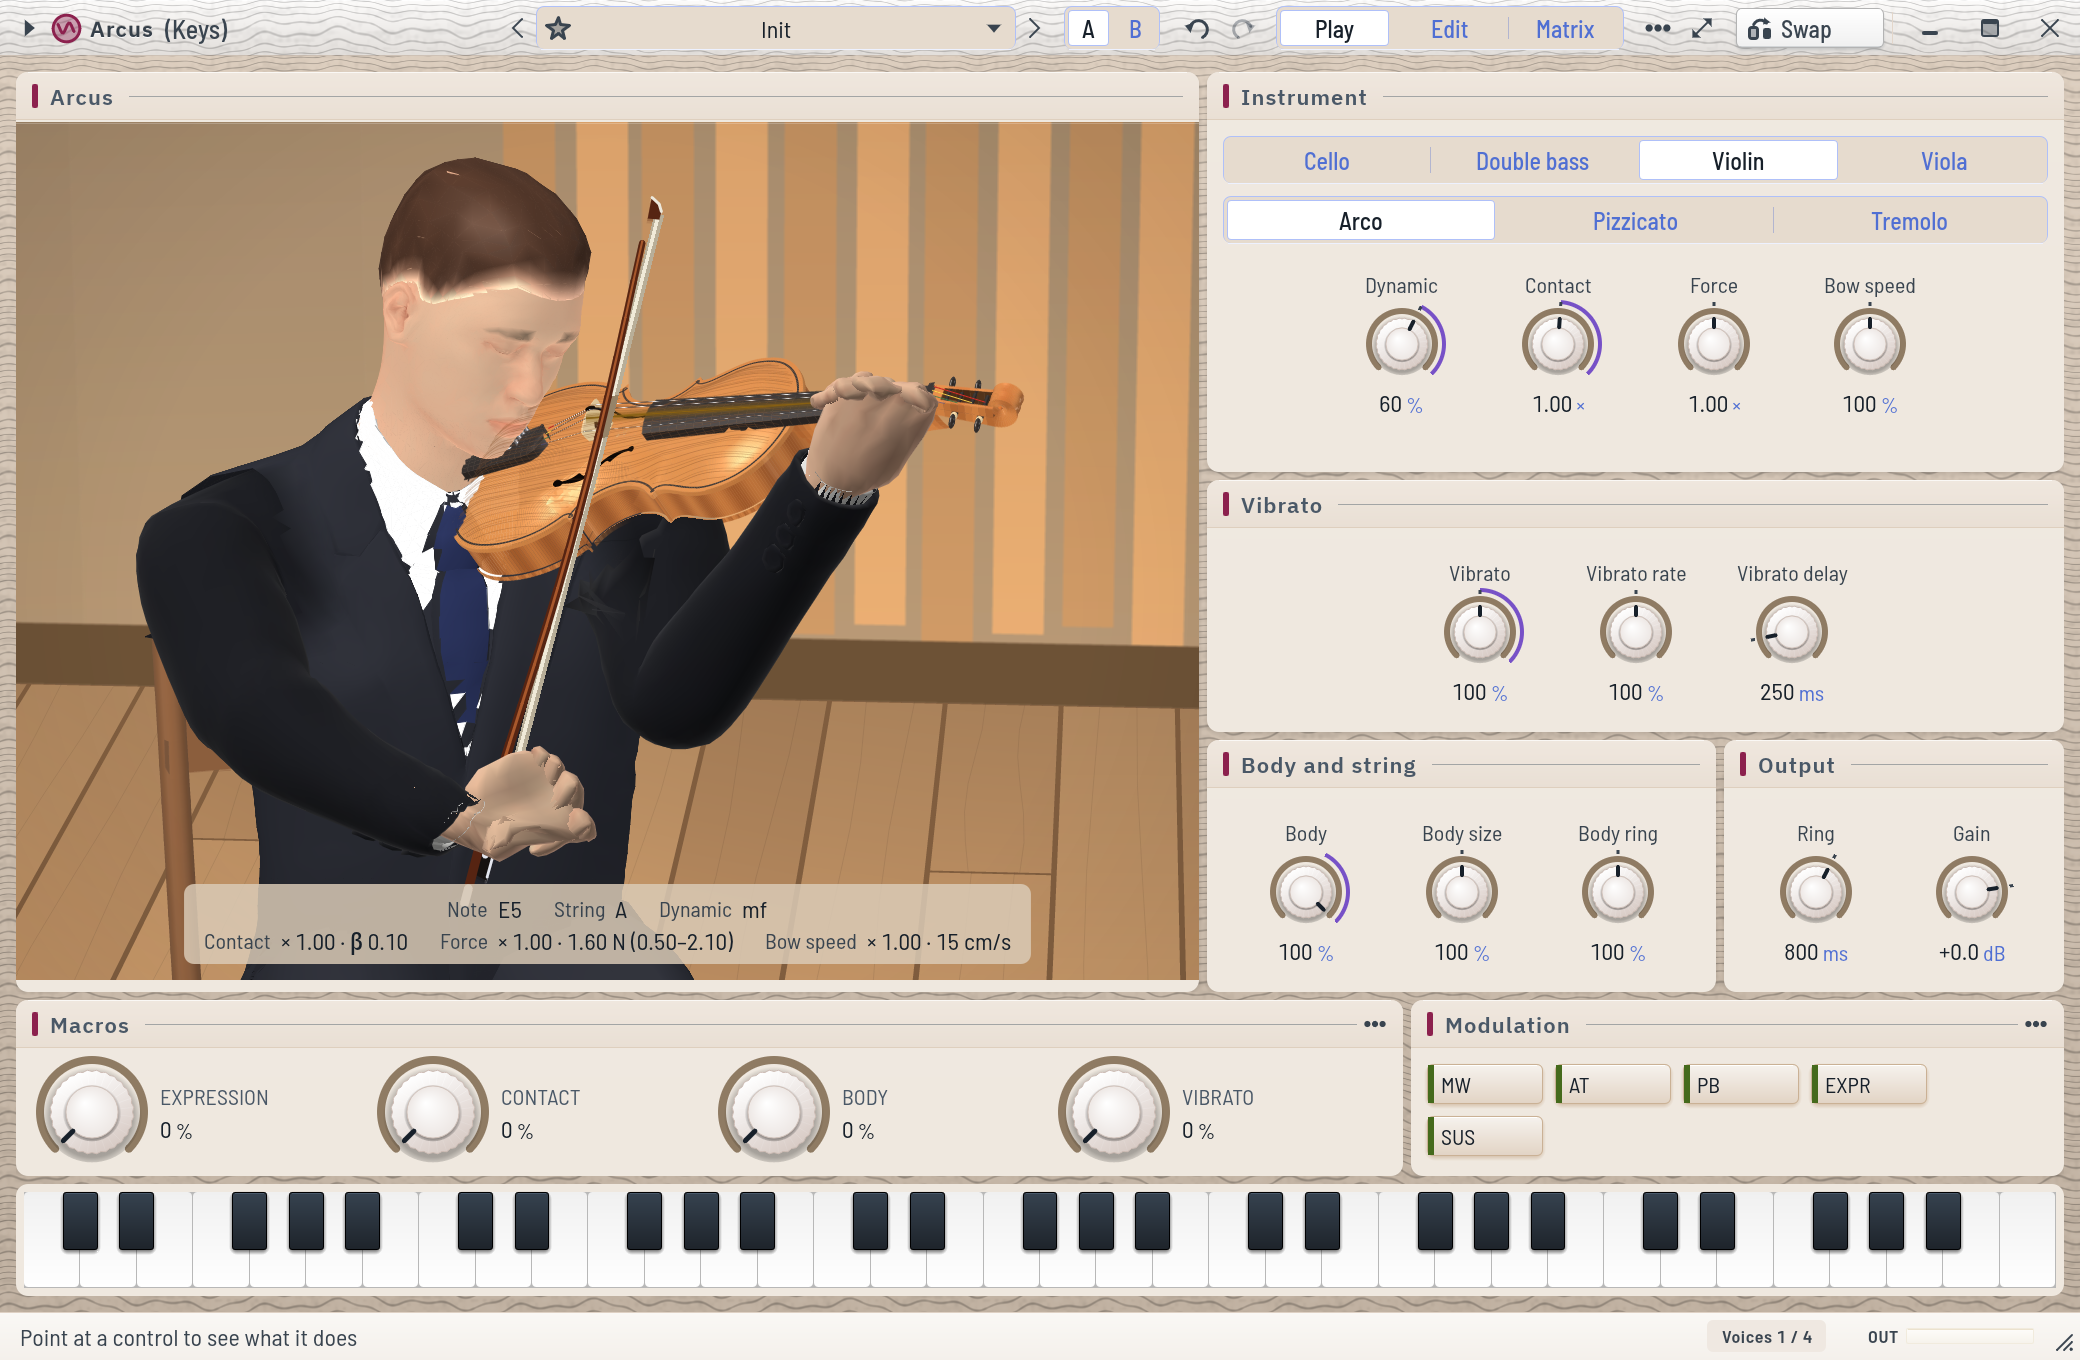 Arcus (Keys)
Init
A B
Play Edit Matrix
Swap
Arcus
Note E5 String A Dynamic mf
Contact × 1.00 · β 0.10 Force × 1.00 · 1.60 N (0.50–2.10) Bow speed × 1.00 · 15 cm/s
Instrument
Cello Double bass Violin Viola
Arco Pizzicato Tremolo
Dynamic Contact Force Bow speed
60 % 1.00 × 1.00 × 100 %
Vibrato
Vibrato Vibrato rate Vibrato delay
100 % 100 % 250 ms
Body and string
Body Body size Body ring
100 % 100 % 100 %
Output
Ring Gain
800 ms +0.0 dB
Macros
EXPRESSION CONTACT BODY VIBRATO
0 % 0 % 0 % 0 %
Modulation
MW AT PB EXPR
SUS
Point at a control to see what it does
Voices 1 / 4 OUT